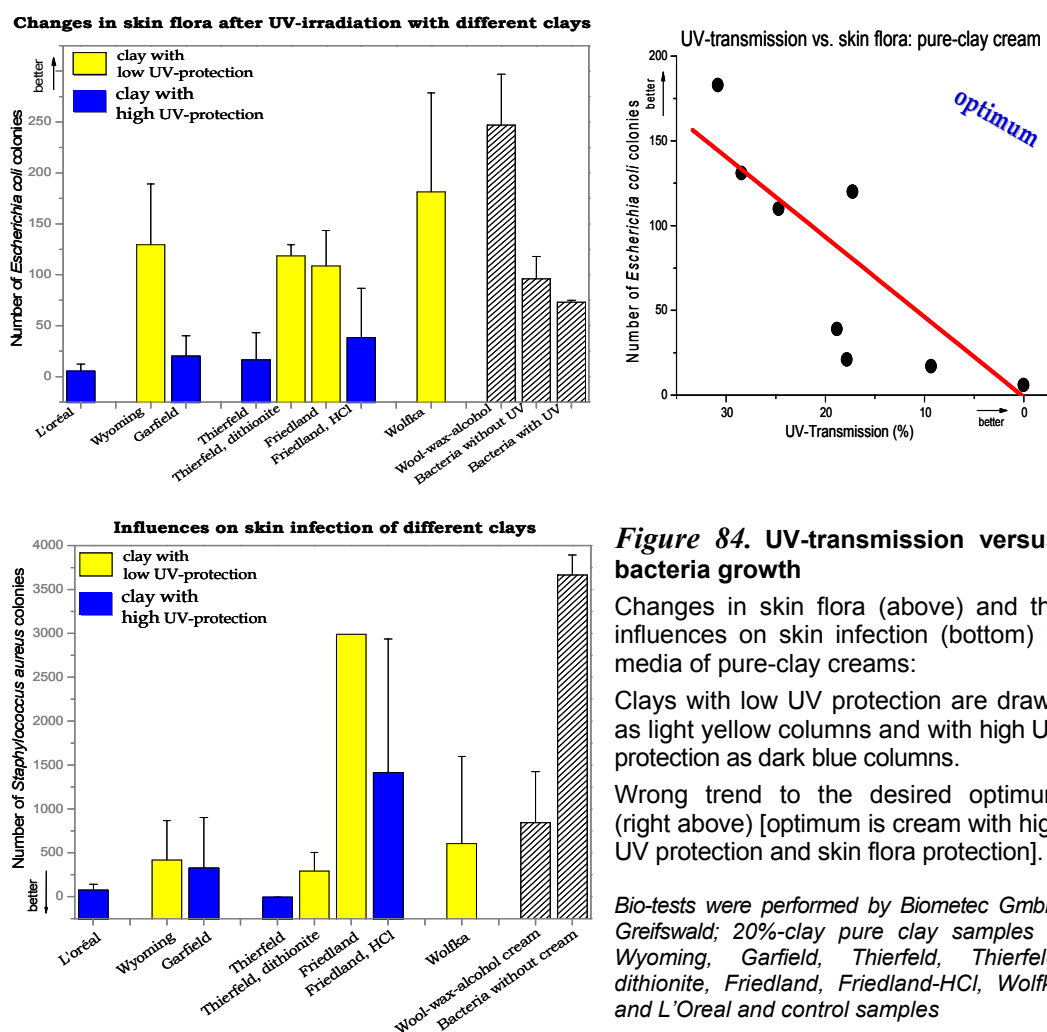 Changes in skin flora after UV-irradiation with different clays
better
clay with
low UV-protection
clay with
high UV-protection
Number of Escherichia coli colonies
250
200
150
100
50
0
L'oréal
Wyoming
Garfield
Thierfeld
Thierfeld, dithionite
Friedland
Friedland, HCl
Wolfka
Wool-wax-alcohol
Bacteria without UV
Bacteria with UV
UV-transmission vs. skin flora: pure-clay cream
better
optimum
Number of Escherichia coli colonies
200
150
100
50
0
30
20
10
0
better
UV-Transmission (%)
Influences on skin infection of different clays
clay with
low UV-protection
clay with
high UV-protection
Number of Staphylococcus aureus colonies
better
4000
3500
3000
2500
2000
1500
1000
500
0
L'oréal
Wyoming
Garfield
Thierfeld
Thierfeld, dithionite
Friedland
Friedland, HCl
Wolfka
Wool-wax-alcohol cream
Bacteria without cream
Figure 84. UV-transmission versus
bacteria growth
Changes in skin flora (above) and
influences on skin infection (bottom)
media of pure-clay creams:
Clays with low UV protection are
as light yellow columns and with high
protection as dark blue columns.
Wrong trend to the desired
(right above) [optimum is cream with
UV protection and skin flora protection].
Bio-tests were performed by Biometec
Greifswald; 20%-clay pure clay samples
Wyoming, Garfield, Thierfeld,
dithionite, Friedland, Friedland-HCl,
and L'Oreal and control samples